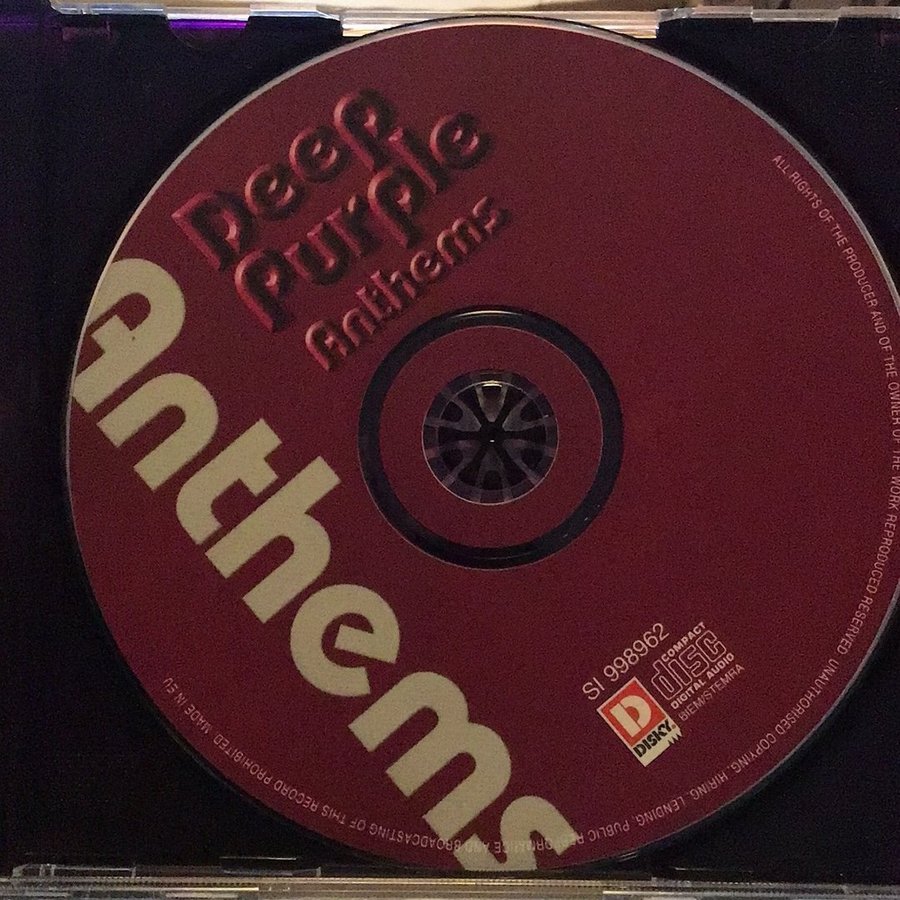 Deep
Purple
Anthems
Anthems
SI 998962
COMPACT
disc
DIGITAL AUDIO
BIEM/STEMRA
D
DISKY
ALL RIGHTS OF THE PRODUCER AND OF THE OWNER OF THE WORK REPRODUCED RESERVED UNAUTHORISED COPYING, HIRING, LENDING, PUBLIC PERFORMANCE AND BROADCASTING OF THIS RECORD PROHIBITED MADE IN EU